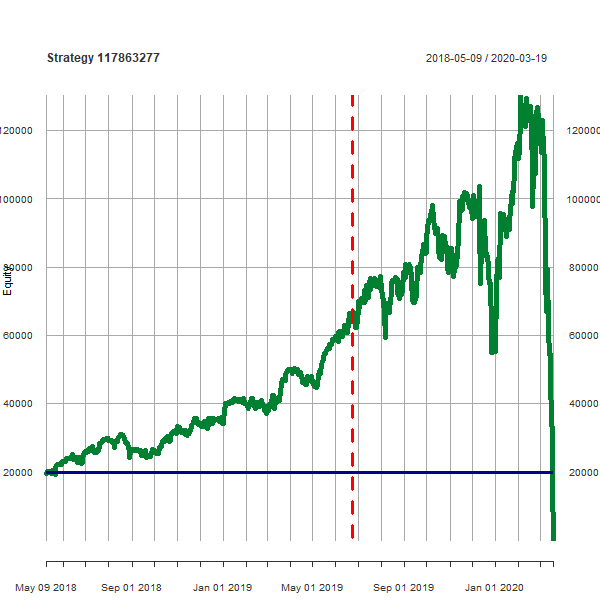 Strategy 117863277
2018-05-09 / 2020-03-19
120000
120000
100000
100000
80000
80000
Equity
60000
60000
40000
40000
20000
20000
May 09 2018
Sep 01 2018
Jan 01 2019
May 01 2019
Sep 01 2019
Jan 01 2020